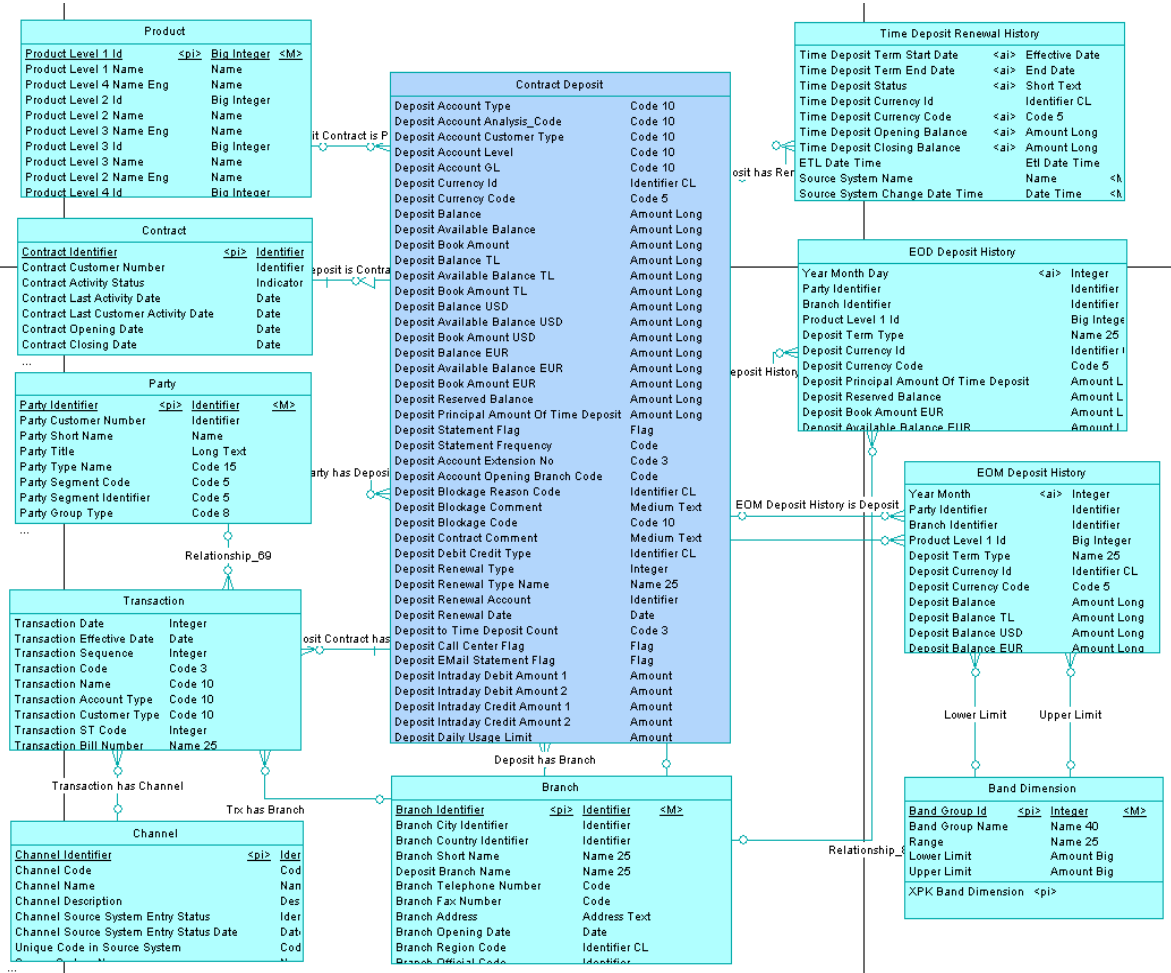 Product
Product Level 1 Id <pi> Big Integer <M>
Product Level 1 Name Name
Product Level 4 Name Eng Name
Product Level 2 Id Big Integer
Product Level 2 Name Name
Product Level 3 Name Eng Name
Product Level 3 Id Big Integer
Product Level 3 Name Name
Product Level 2 Name Eng Name
Product Level 4 Id Big Integer
Contract
Contract Identifier <pi> Identifier
Contract Customer Number Identifier
Contract Activity Status Indicator
Contract Last Activity Date Date
Contract Last Customer Activity Date Date
Contract Opening Date Date
Contract Closing Date Date
...
Party
Party Identifier <pi> Identifier <M>
Party Customer Number Identifier
Party Short Name Name
Party Title Long Text
Party Type Name Code 15
Party Segment Code Code 5
Party Segment Identifier Code 5
Party Group Type Code 8
...
Relationship_69
Transaction
Transaction Date Integer
Transaction Effective Date Date
Transaction Sequence Integer
Transaction Code Code 3
Transaction Name Code 10
Transaction Account Type Code 10
Transaction Customer Type Code 10
Transaction ST Code Integer
Transaction Bill Number Name 25
Transaction has Channel
Trx has Branch
Channel
Channel Identifier <pi> Ider
Channel Code Cod
Channel Name Nan
Channel Description Des
Channel Source System Entry Status Ider
Channel Source System Entry Status Date Dat
Unique Code in Source System Cod
...
it Contract is P
eposit is Contra
arty has Deposi
osit Contract has
Contract Deposit
Deposit Account Type Code 10
Deposit Account Analysis_Code Code 10
Deposit Account Customer Type Code 10
Deposit Account Level Code 10
Deposit Account GL Code 10
Deposit Currency Id Identifier CL
Deposit Currency Code Code 5
Deposit Balance Amount Long
Deposit Available Balance Amount Long
Deposit Book Amount Amount Long
Deposit Balance TL Amount Long
Deposit Available Balance TL Amount Long
Deposit Book Amount TL Amount Long
Deposit Balance USD Amount Long
Deposit Available Balance USD Amount Long
Deposit Book Amount USD Amount Long
Deposit Balance EUR Amount Long
Deposit Available Balance EUR Amount Long
Deposit Book Amount EUR Amount Long
Deposit Reserved Balance Amount Long
Deposit Principal Amount Of Time Deposit Amount Long
Deposit Statement Flag Flag
Deposit Statement Frequency Code
Deposit Account Extension No Code 3
Deposit Account Opening Branch Code Code
Deposit Blockage Reason Code Identifier CL
Deposit Blockage Comment Medium Text
Deposit Blockage Code Code 10
Deposit Contract Comment Medium Text
Deposit Debit Credit Type Identifier CL
Deposit Renewal Type Integer
Deposit Renewal Type Name Name 25
Deposit Renewal Account Identifier
Deposit Renewal Date Date
Deposit to Time Deposit Count Code 3
Deposit Call Center Flag Flag
Deposit EMail Statement Flag Flag
Deposit Intraday Debit Amount 1 Amount
Deposit Intraday Debit Amount 2 Amount
Deposit Intraday Credit Amount 1 Amount
Deposit Intraday Credit Amount 2 Amount
Deposit Daily Usage Limit Amount
Deposit has Branch
Branch
Branch Identifier <pi> Identifier <M>
Branch City Identifier Identifier
Branch Country Identifier Identifier
Branch Short Name Name 25
Deposit Branch Name Name 25
Branch Telephone Number Code
Branch Fax Number Code
Branch Address Address Text
Branch Opening Date Date
Branch Region Code Identifier CL
Branch Official Code Identifier
Time Deposit Renewal History
Time Deposit Term Start Date <ai> Effective Date
Time Deposit Term End Date <ai> End Date
Time Deposit Status <ai> Short Text
Time Deposit Currency Id Identifier CL
Time Deposit Currency Code <ai> Code 5
Time Deposit Opening Balance <ai> Amount Long
Time Deposit Closing Balance <ai> Amount Long
ETL Date Time Etl Date Time
Source System Name Name <M
Source System Change Date Time Date Time <M
osit has Ren
EOD Deposit History
Year Month Day <ai> Integer
Party Identifier Identifier
Branch Identifier Identifier
Product Level 1 Id Big Intege
Deposit Term Type Name 25
Deposit Currency Id Identifier
Deposit Currency Code Code 5
Deposit Principal Amount Of Time Deposit Amount L
Deposit Reserved Balance Amount L
Deposit Book Amount EUR Amount L
Deposit Available Balance EUR Amount L
eposit History
EOM Deposit History is Deposit
EOM Deposit History
Year Month <ai> Integer
Party Identifier Identifier
Branch Identifier Identifier
Product Level 1 Id Big Integer
Deposit Term Type Name 25
Deposit Currency Id Identifier CL
Deposit Currency Code Code 5
Deposit Balance Amount Long
Deposit Balance TL Amount Long
Deposit Balance USD Amount Long
Deposit Balance EUR Amount Long
Lower Limit Upper Limit
Relationship_8
Band Dimension
Band Group Id <pi> Integer <M>
Band Group Name Name 40
Range Name 25
Lower Limit Amount Big
Upper Limit Amount Big
XPK Band Dimension <pi>